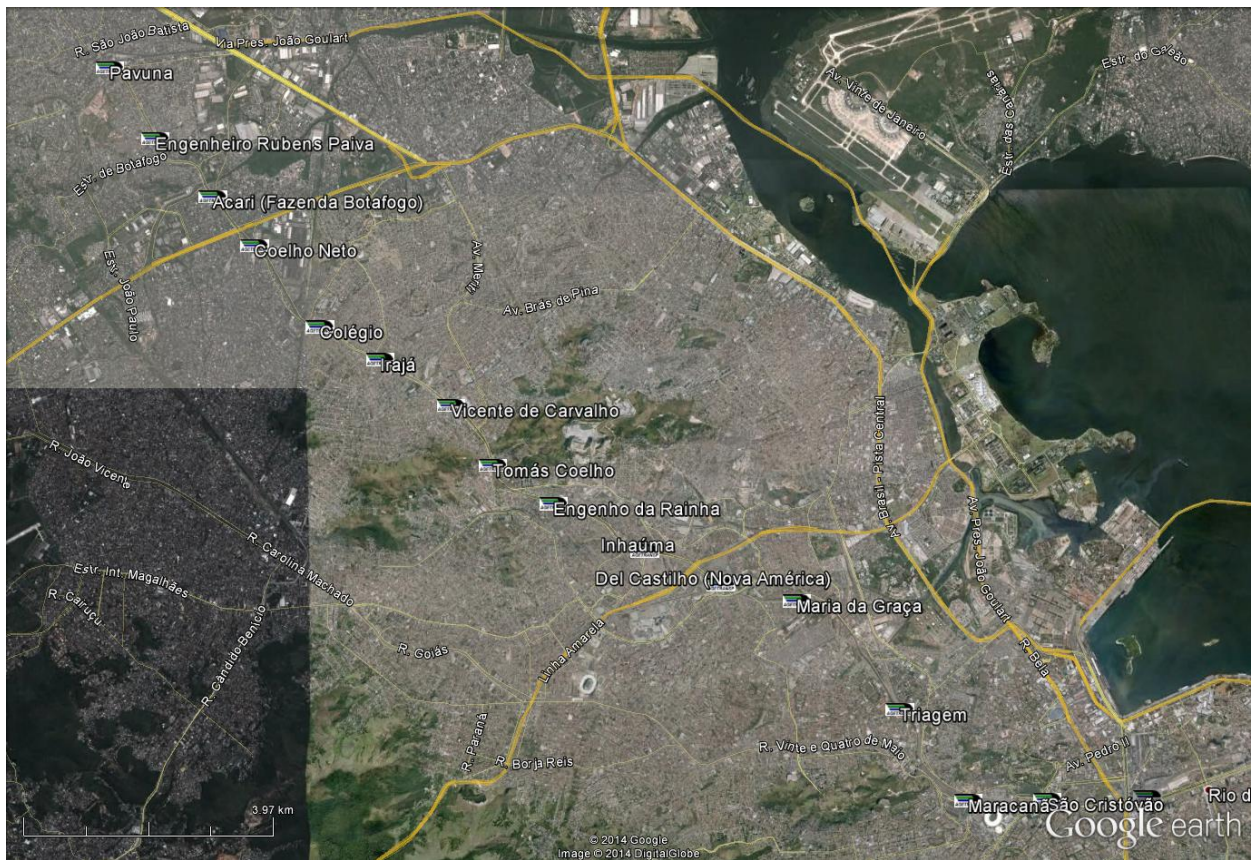 R. São João Batista
Via Pres. João Goulart
Pavuna
Estr. do Galeão
Av. Vinte de Janeiro
Estr. das Canárias
Engenheiro Rubens Paiva
Estr. de Botafogo
Acari (Fazenda Botafogo)
Coelho Neto
Av. Meriti
Estr. João Paulo
Av. Brás de Pina
Colégio
Irajá
Vicente de Carvalho
Av. Brasil - Pista Central
R. João Vicente
Tomás Coelho
Engenho da Rainha
Av. Pres. João Goulart
R. Carolina Machado
Inhaúma
Estr. Int. Magalhães
Del Castilho (Nova América)
R. Cairuçu
Maria da Graça
R. Cândido Benício
R. Goiás
Linha Amarela
R. Bela
Triagem
R. Paraná
R. Vinte e Quatro de Maio
Av. Pedro II
R. Borja Reis
Rio d
3.97 km
Maracanã
São Cristóvão
Google earth
© 2014 Google
Image © 2014 DigitalGlobe